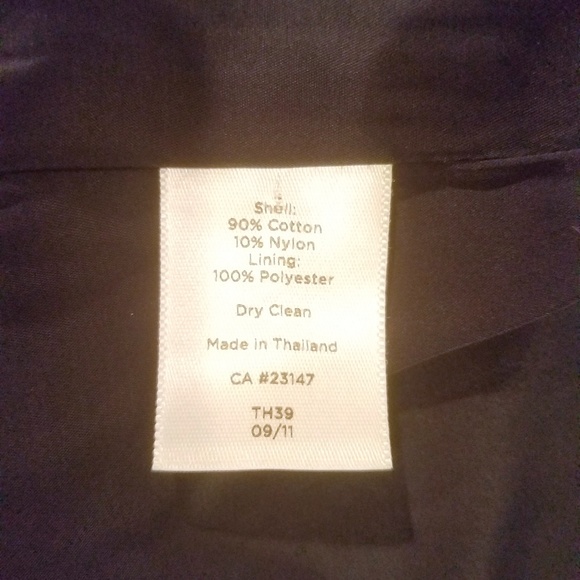 Shell:
90% Cotton
10% Nylon
Lining:
100% Polyester
Dry Clean
Made in Thailand
CA #23147
TH39
09/11